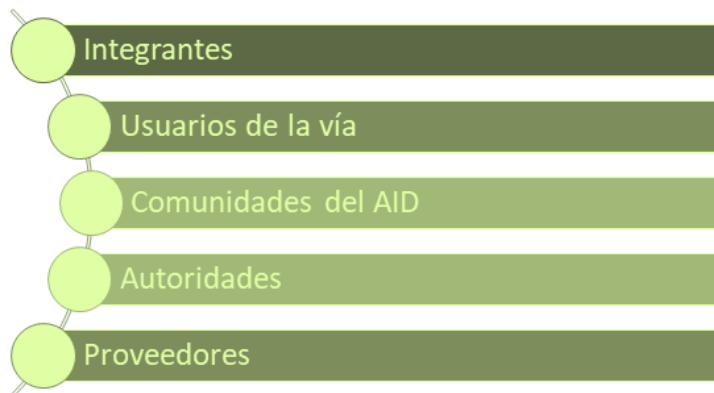 Integrantes
Usuarios de la vía
Comunidades del AID
Autoridades
Proveedores